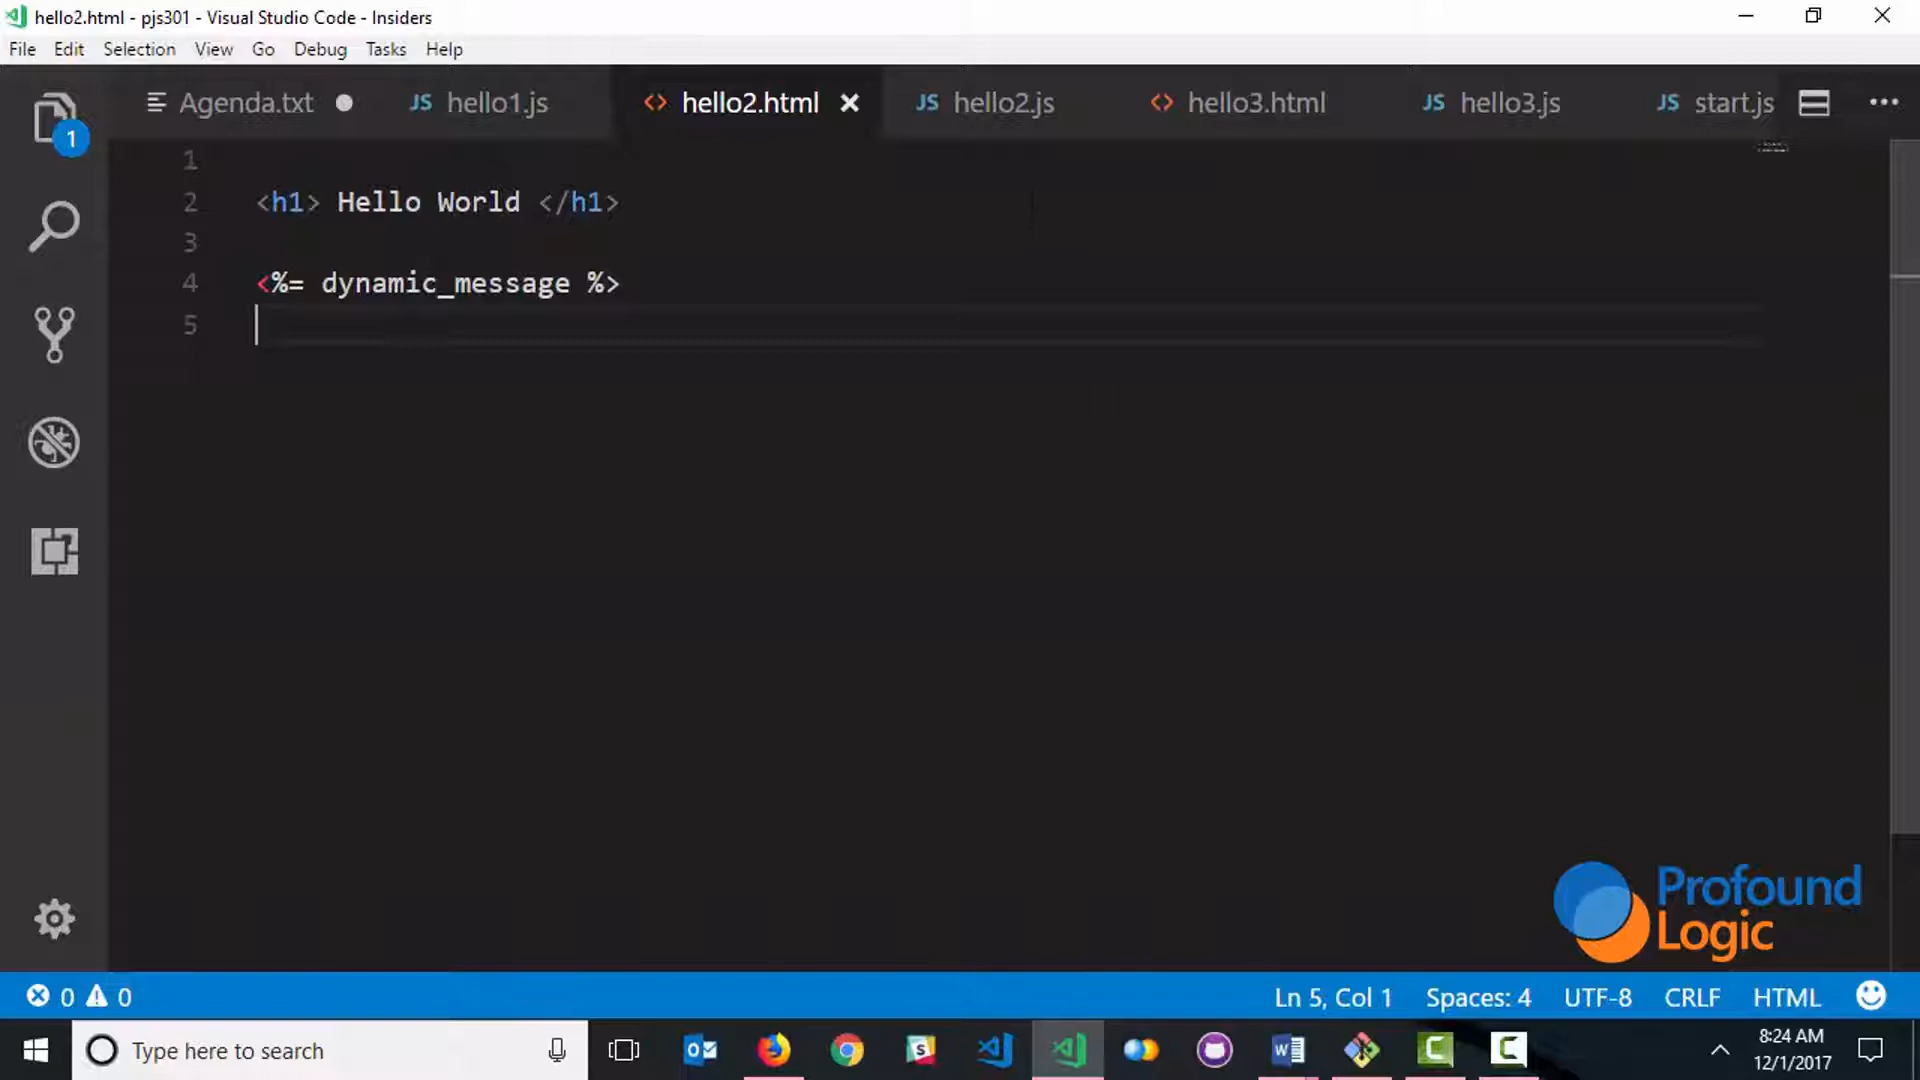 hello2.html - pjs301 - Visual Studio Code - Insiders
File Edit Selection View Go Debug Tasks Help
Agenda.txt JS hello1.js <> hello2.html JS hello2.js <> hello3.html JS hello3.js JS start.js
1
1
2 <h1> Hello World </h1>
3
4 <%= dynamic_message %>
5
Profound
Logic
0 0 Ln 5, Col 1 Spaces: 4 UTF-8 CRLF HTML
Type here to search
8:24 AM
12/1/2017